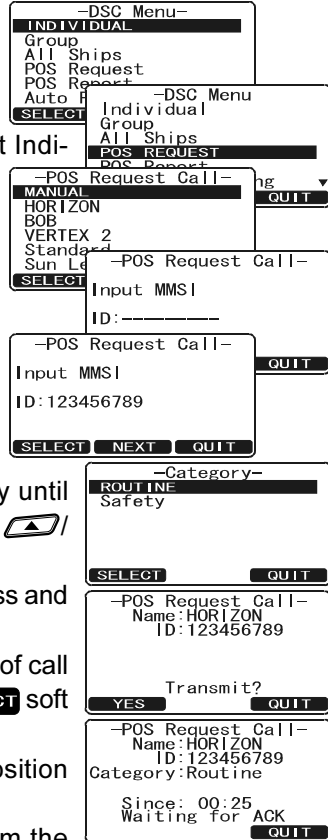 –DSC Menu–
INDIVIDUAL
Group
All Ships
POS Request
POS Report
Auto
SELECT
–DSC Menu
Individual
Group
All Ships
POS REQUEST
POS Report
ng
QUIT
t Indi-
–POS Request Call–
MANUAL
HORIZON
BOB
VERTEX 2
Standard
Sun Le
SELECT
–POS Request Call–
Input MMSI
ID:–––––––––
QUIT
–POS Request Call–
Input MMSI
ID:123456789
SELECT NEXT QUIT
y until
/
–Category–
ROUTINE
Safety
SELECT QUIT
ss and
–POS Request Call–
Name:HORIZON
ID:123456789
Transmit?
YES QUIT
of call
CT soft
sition
–POS Request Call–
Name:HORIZON
ID:123456789
Category:Routine
Since: 00:25
Waiting for ACK
QUIT
m the